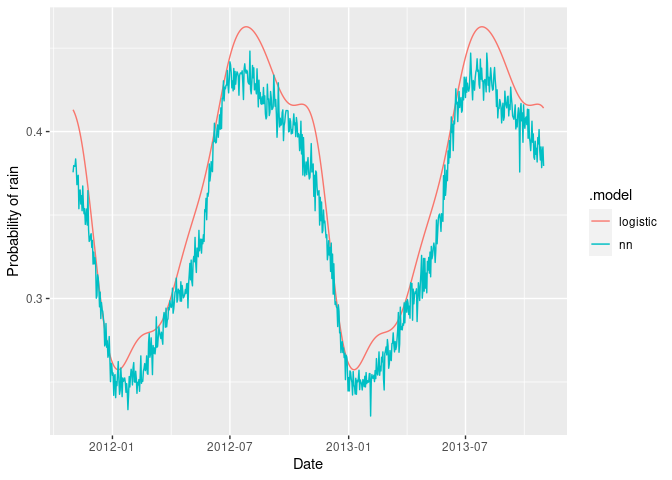 0.4
0.3
Probability of rain
2012-01
2012-07
2013-01
2013-07
Date
.model
logistic
nn